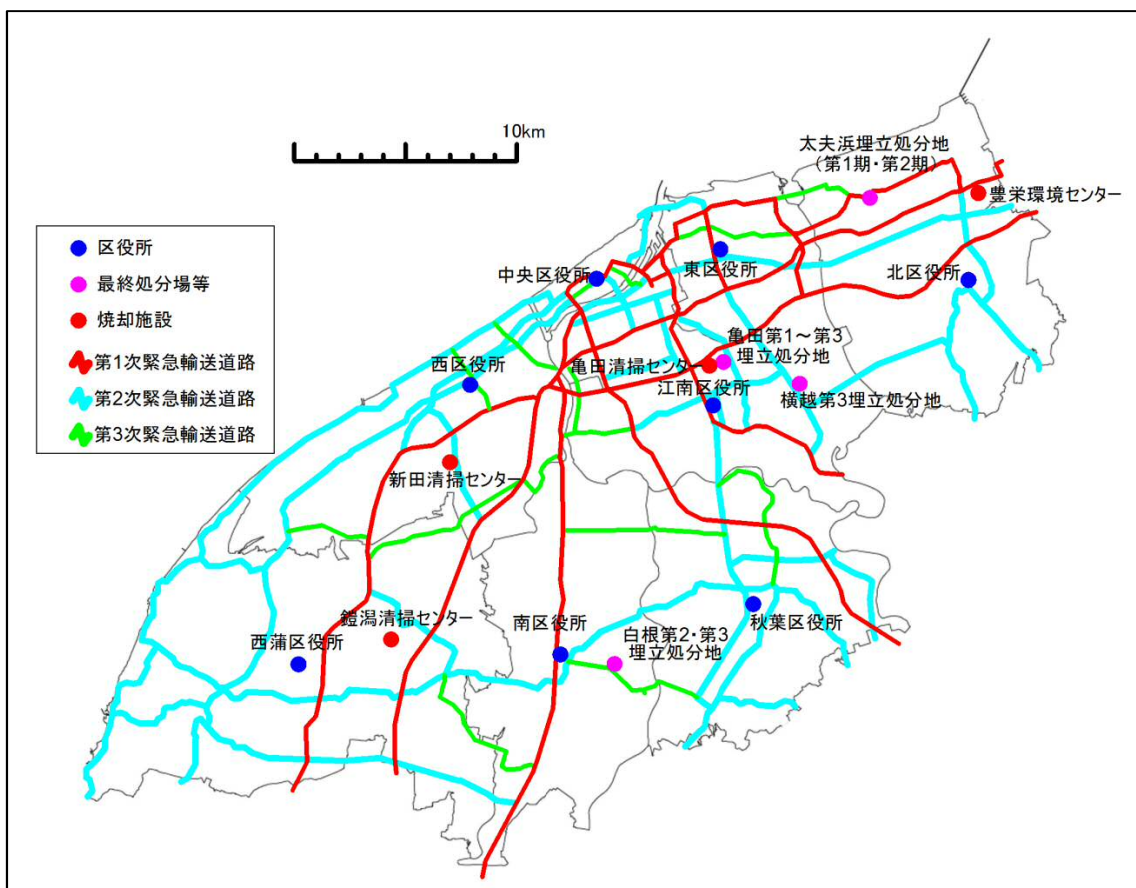 10km
太夫浜埋立処分地
(第1期・第2期)
豊栄環境センター
区役所
最終処分場等
焼却施設
第1次緊急輸送道路
第2次緊急輸送道路
第3次緊急輸送道路
中央区役所
東区役所
北区役所
西区役所
亀田清掃センター
亀田第1～第3
埋立処分地
江南区役所
横越第3埋立処分地
新田清掃センター
鎧潟清掃センター
西蒲区役所
南区役所
白根第2・第3
埋立処分地
秋葉区役所